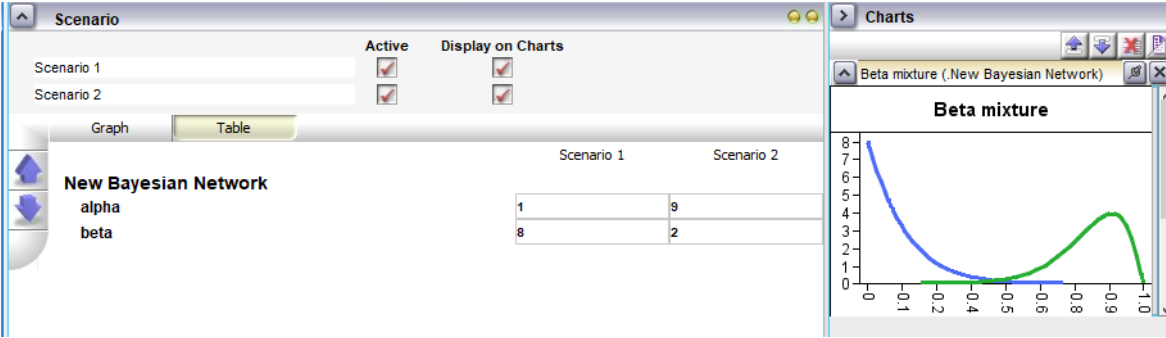 Scenario
Active Display on Charts
Scenario 1
Scenario 2
Graph Table
Scenario 1 Scenario 2
New Bayesian Network
alpha 1 9
beta 8 2
Charts
Beta mixture (.New Bayesian Network)
Beta mixture
8
7
6
5
4
3
2
1
0
0 0.1 0.2 0.4 0.5 0.6 0.8 0.9 1.0